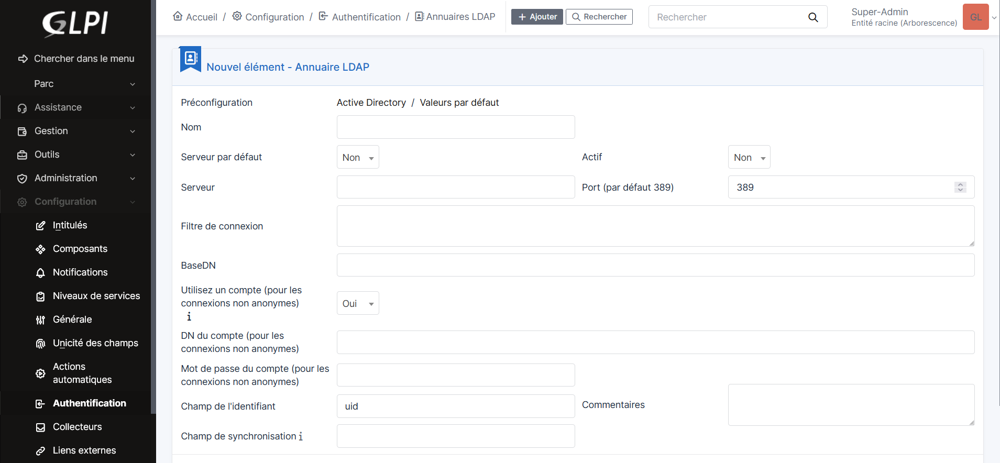 GLPI
Chercher dans le menu
Parc
Assistance
Gestion
Outils
Administration
Configuration
Intitulés
Composants
Notifications
Niveaux de services
Générale
Unicité des champs
Actions
automatiques
Authentification
Collecteurs
Liens externes
Accueil / Configuration / Authentification / Annuaires LDAP
Ajouter
Rechercher
Rechercher
Super-Admin
Entité racine (Arborescence)
GL
Nouvel élément - Annuaire LDAP
Préconfiguration Active Directory / Valeurs par défaut
Nom
Serveur par défaut Non Actif Non
Serveur Port (par défaut 389) 389
Filtre de connexion
BaseDN
Utilisez un compte (pour les
connexions non anonymes)
i
Oui
DN du compte (pour les
connexions non anonymes)
Mot de passe du compte (pour les
connexions non anonymes)
Champ de l'identifiant uid Commentaires
Champ de synchronisation i